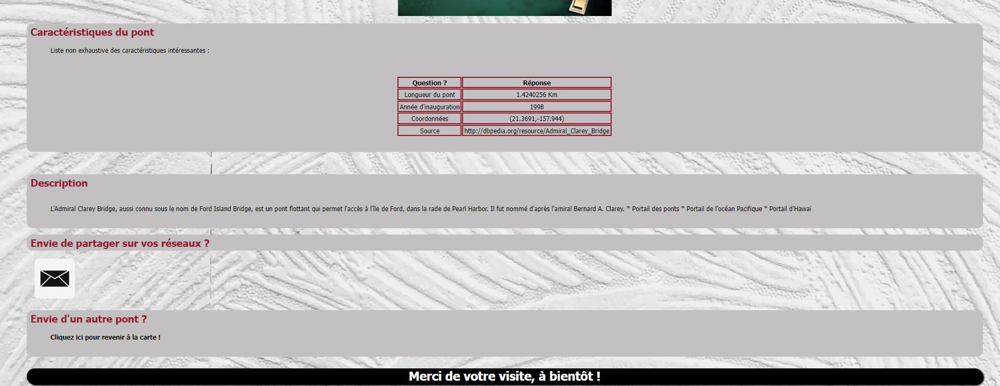 Caractéristiques du pont
Liste non exhaustive des caractéristiques intéressantes :
Question ? Réponse
Longueur du pont 1.4240256 Km
Année d’inauguration 1998
Coordonnées (21.3691,-157.944)
Source http://dbpedia.org/resource/Admiral_Clarey_Bridge
Description
L'Admiral Clarey Bridge, aussi connu sous le nom de Ford Island Bridge, est un pont flottant qui permet l'accès à l'île de Ford, dans la rade de Pearl Harbor. Il fut nommé d'après l'amiral Bernard A. Clarey. * Portail des ponts * Portail de l’océan Pacifique * Portail d’Hawaï
Envie de partager sur vos réseaux ?
Envie d'un autre pont ?
Cliquez ici pour revenir à la carte !
Merci de votre visite, à bientôt !